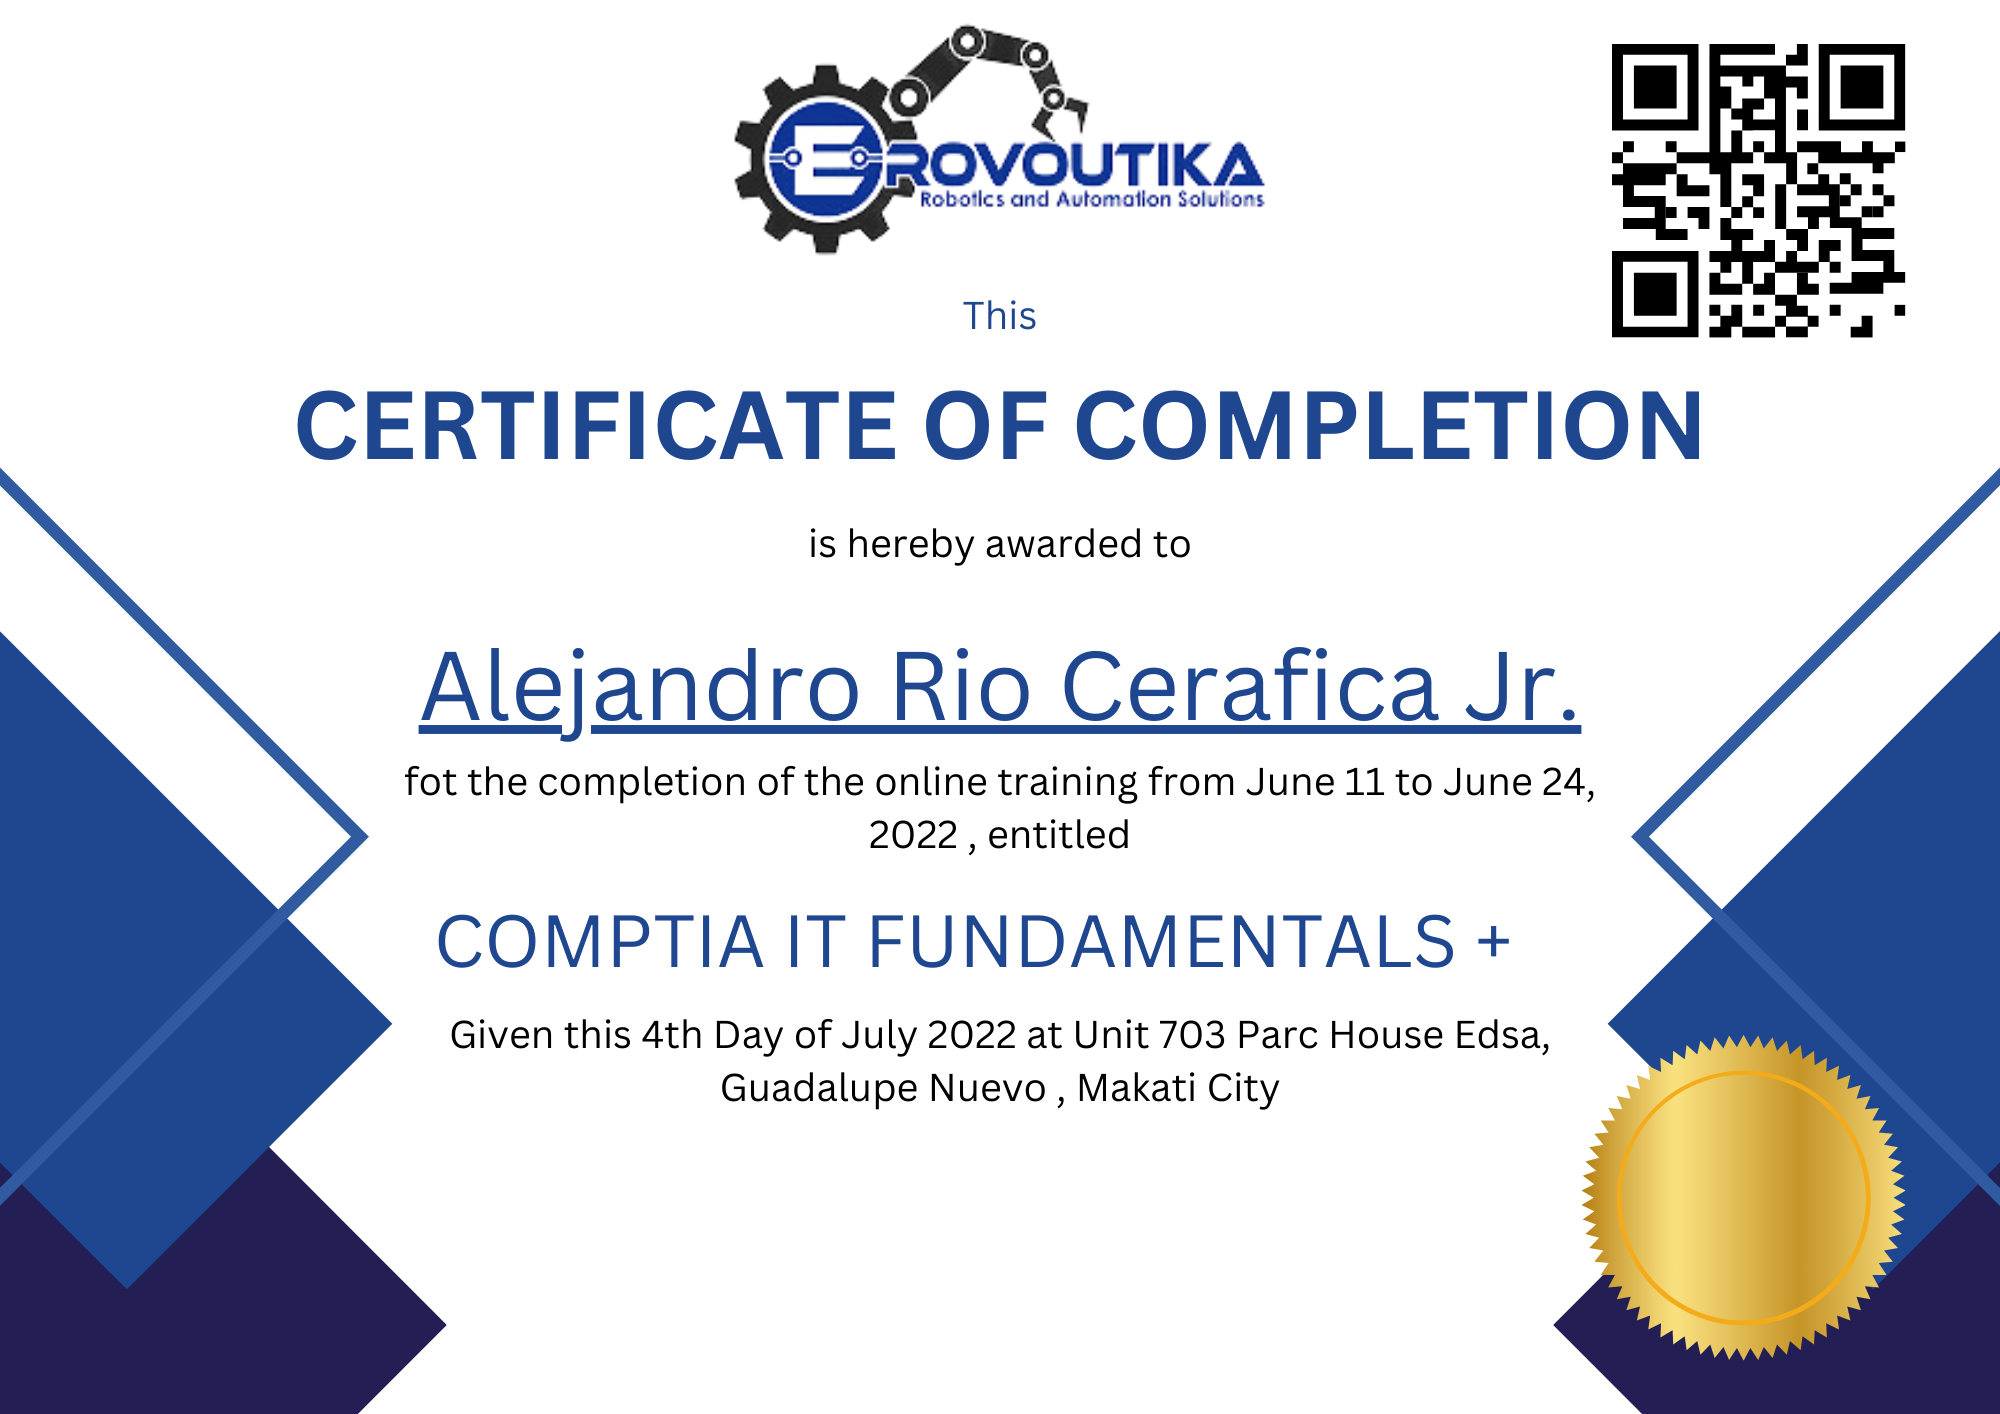 EROVOUTIKA
Robotics and Automation Solutions
This
CERTIFICATE OF COMPLETION
is hereby awarded to
Alejandro Rio Cerafica Jr.
fot the completion of the online training from June 11 to June 24,
2022 , entitled
COMPTIA IT FUNDAMENTALS +
Given this 4th Day of July 2022 at Unit 703 Parc House Edsa,
Guadalupe Nuevo , Makati City